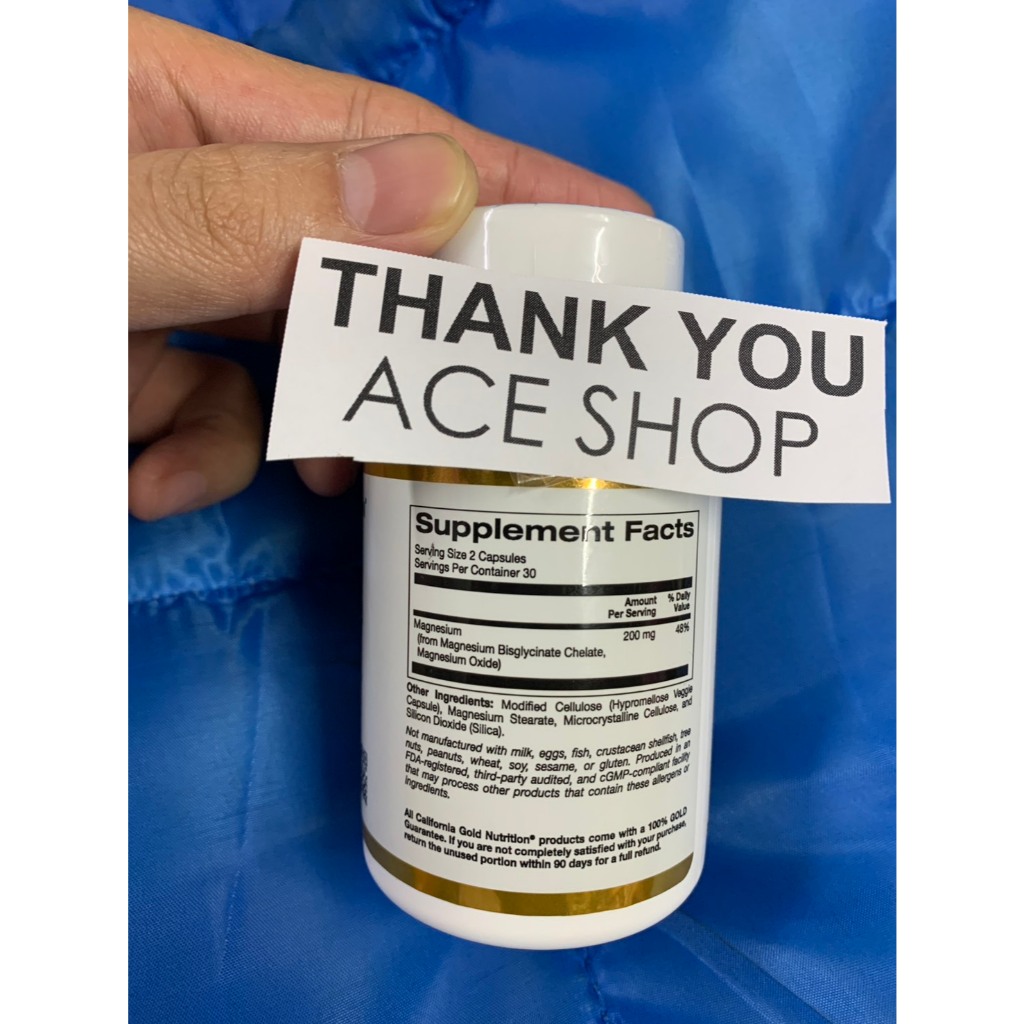 THANK YOU
ACE SHOP
Supplement Facts
Serving Size 2 Capsules
Servings Per Container 30
Amount Per Serving % Daily Value
Magnesium 200 mg 48%
(from Magnesium Bisglycinate Chelate,
Magnesium Oxide)
Other Ingredients: Modified Cellulose (Hypromellose Veggie
Capsule), Magnesium Stearate, Microcrystalline Cellulose, and
Silicon Dioxide (Silica).
Not manufactured with milk, eggs, fish, crustacean shellfish, tree
nuts, peanuts, wheat, soy, sesame, or gluten. Produced in an
FDA-registered, third-party audited, and cGMP-compliant facility
that may process other products that contain these allergens or
ingredients.
All California Gold Nutrition® products come with a 100% GOLD
Guarantee. If you are not completely satisfied with your purchase,
return the unused portion within 90 days for a full refund.